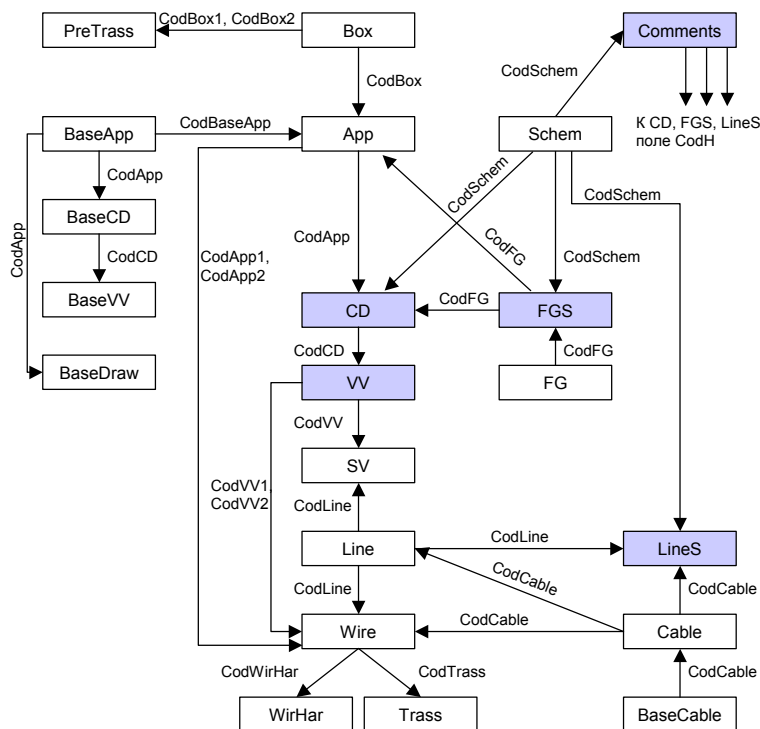 PreTrass
CodBox1, CodBox2
Box
Comments
CodBox
CodSchem
К CD, FGS, LineS
поле CodH
BaseApp
CodBaseApp
App
Schem
CodApp
CodSchem
CodSchem
BaseCD
CodApp
CodApp
CodApp1,
CodApp2
CodFG
CodSchem
CodCD
BaseVV
CD
CodFG
FGS
CodCD
CodFG
BaseDraw
VV
FG
CodVV
SV
CodVV1,
CodVV2
CodLine
Line
CodLine
LineS
CodCable
CodLine
CodCable
Wire
CodCable
Cable
CodWirHar
CodTrass
CodCable
WirHar
Trass
BaseCable